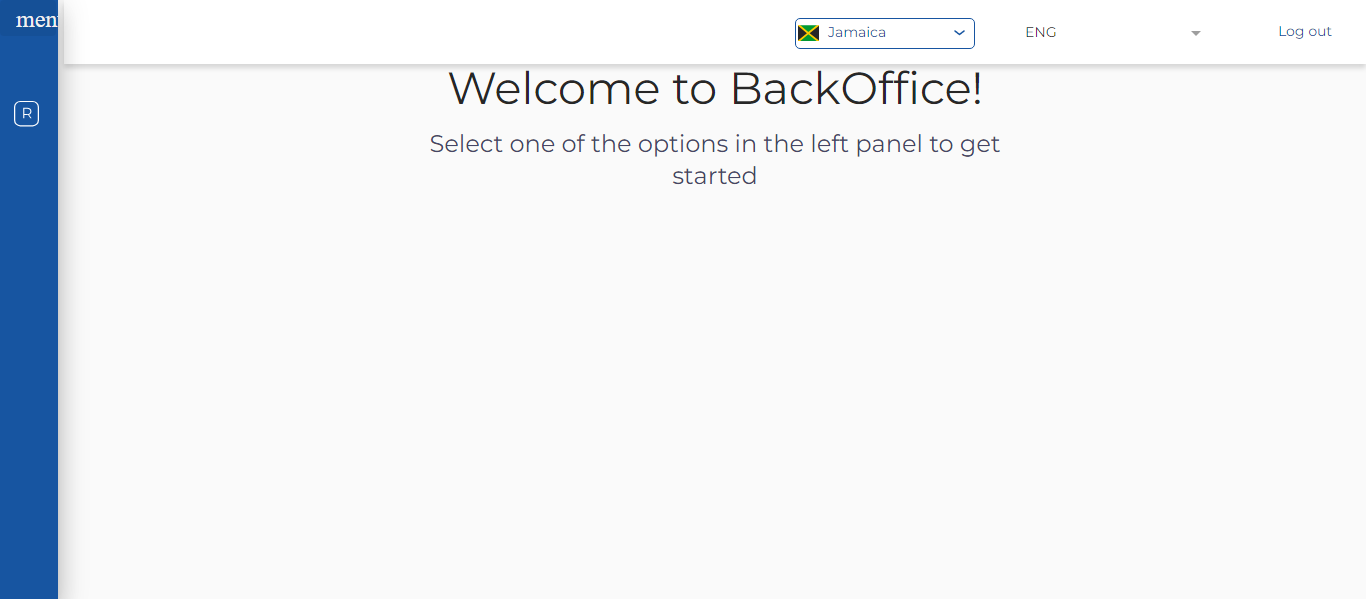 men
Jamaica
ENG
Log out
R
Welcome to BackOffice!
Select one of the options in the left panel to get
started